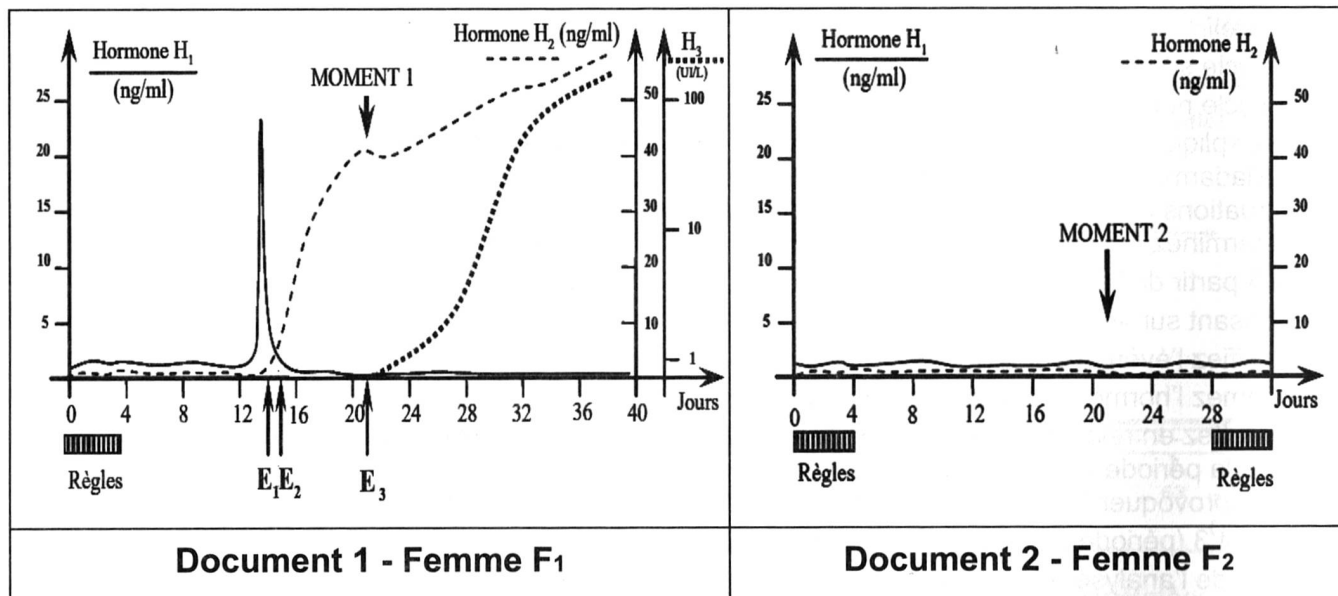 Hormone H₁
(ng/ml)
Hormone H₂ (ng/ml)
H₃
(UI/L)
MOMENT 1
25
20
15
10
5
50
40
30
20
10
100
10
1
0 4 8 12 16 20 24 28 32 36 40 Jours
Règles
E₁ E₂ E₃
Document 1 - Femme F₁
Hormone H₁
(ng/ml)
Hormone H₂
(ng/ml)
MOMENT 2
25
20
15
10
5
50
40
30
20
10
0 4 8 12 16 20 24 28 Jours
Règles
Règles
Document 2 - Femme F₂